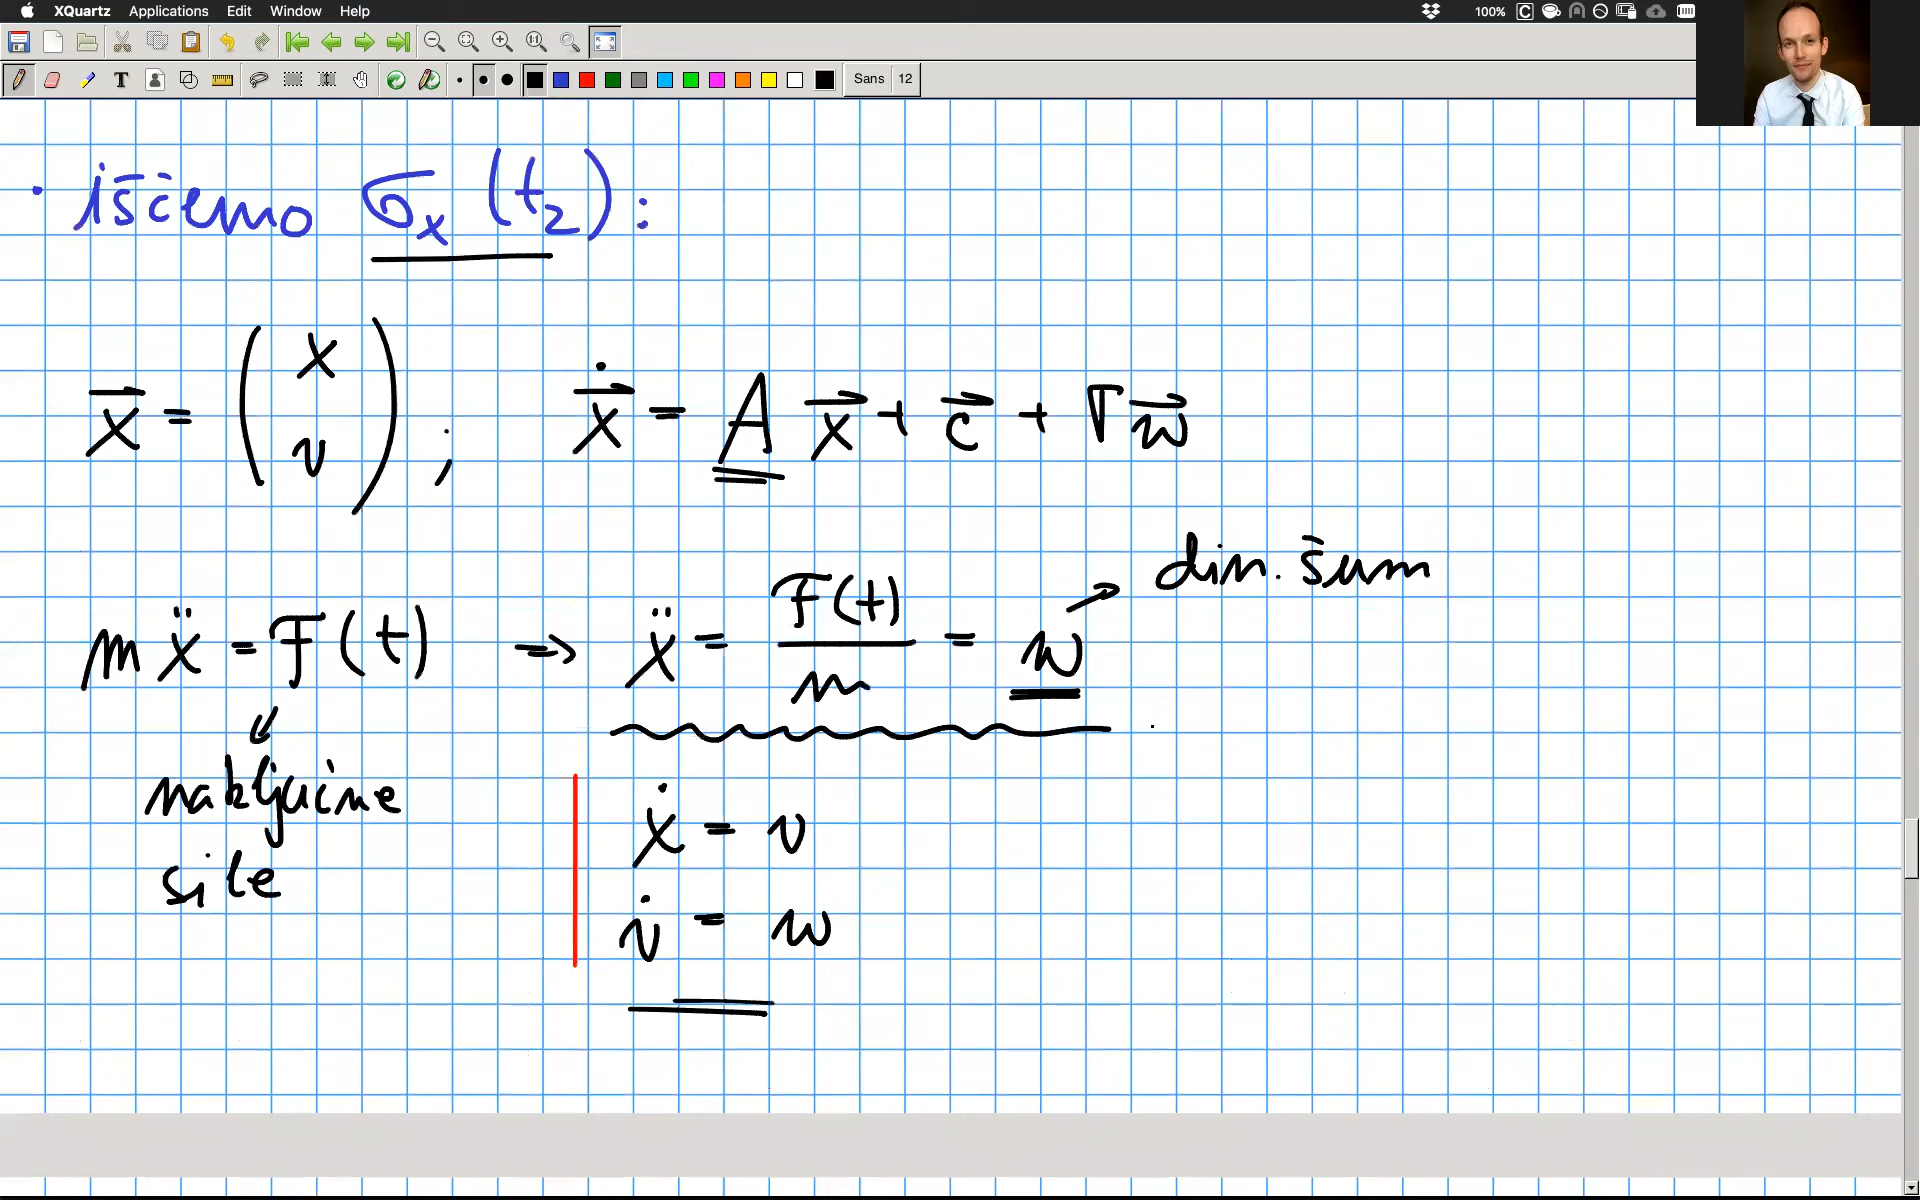 XQuartz Applications Edit Window Help 100%
T Sans 12
• iščemo σₓ(t₂):
x⃗ = (x v) ; ẋ⃗ = A x⃗ + c⃗ + Γ w⃗
din. šum
m ẍ = F(t) ⇒ ẍ = F(t)/m = w
naključne
sile
ẋ = v
v̇ = w